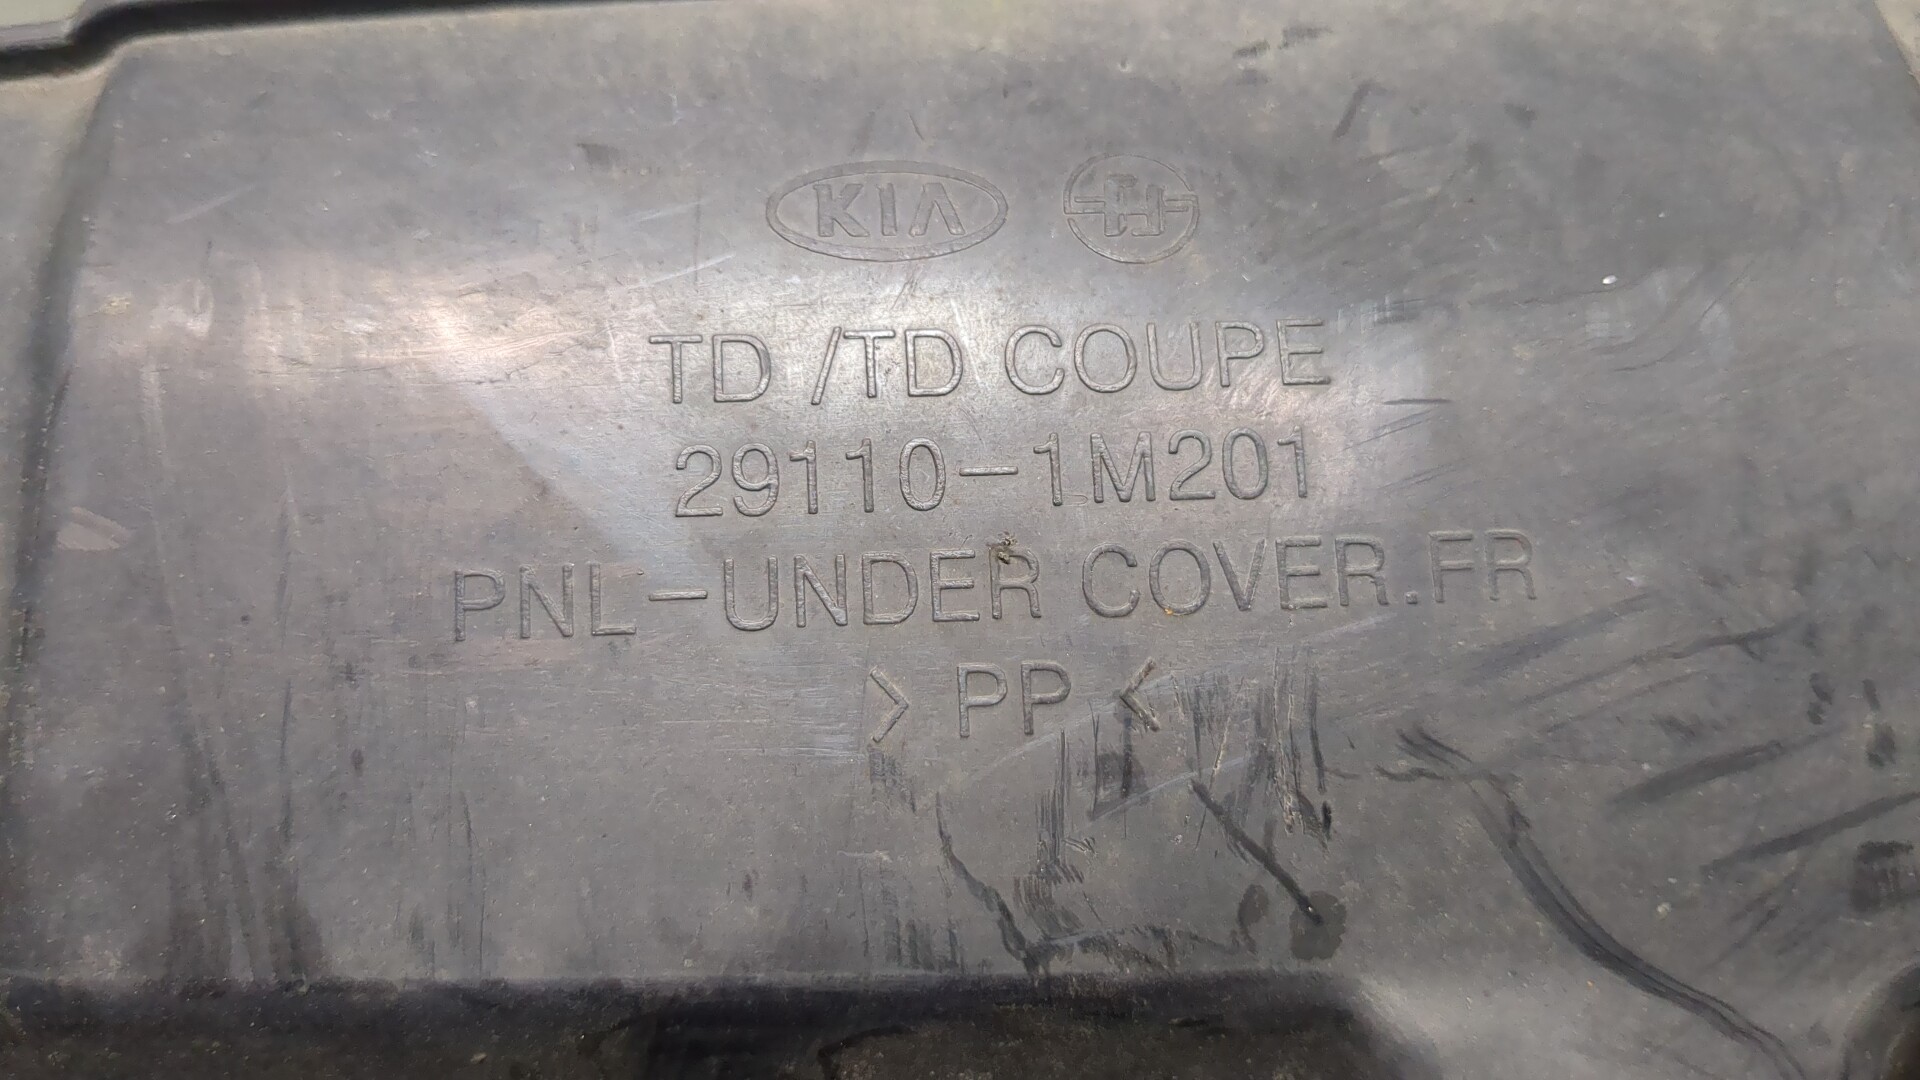 KIA
TD /TD COUPE
29110-1M201
PNL-UNDER COVER.FR
> PP <